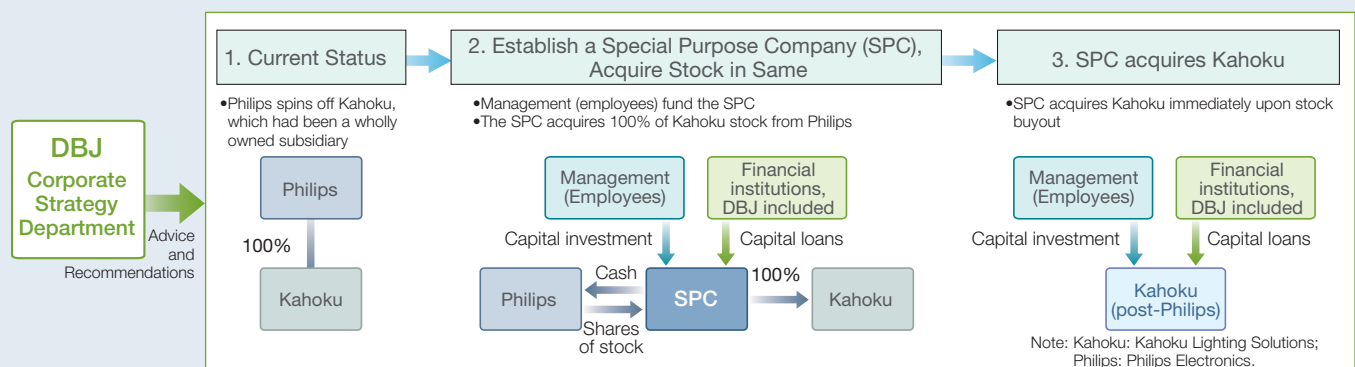 DBJ
Corporate
Strategy
Department
Advice
and
Recommendations
1. Current Status
•Philips spins off Kahoku,
which had been a wholly
owned subsidiary
Philips
100%
Kahoku
2. Establish a Special Purpose Company (SPC),
Acquire Stock in Same
•Management (employees) fund the SPC
•The SPC acquires 100% of Kahoku stock from Philips
Management
(Employees)
Financial
institutions,
DBJ included
Capital investment
Capital loans
Philips
Cash
Shares
of stock
SPC
100%
Kahoku
3. SPC acquires Kahoku
•SPC acquires Kahoku immediately upon stock
buyout
Management
(Employees)
Financial
institutions,
DBJ included
Capital investment
Capital loans
Kahoku
(post-Philips)
Note: Kahoku: Kahoku Lighting Solutions;
Philips: Philips Electronics.